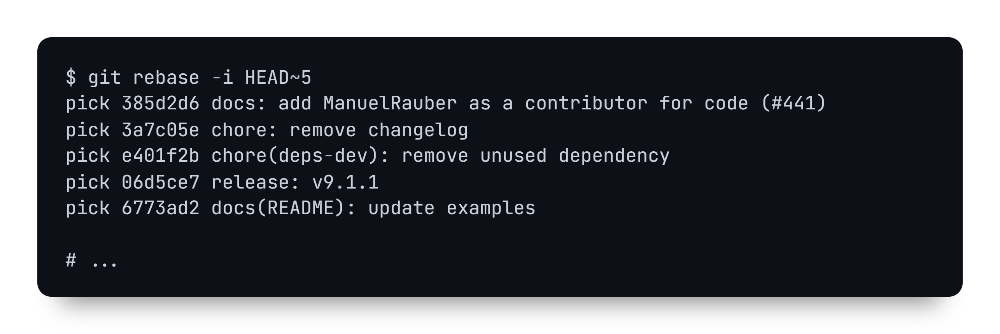 $ git rebase -i HEAD~5
pick 385d2d6 docs: add ManuelRauber as a contributor for code (#441)
pick 3a7c05e chore: remove changelog
pick e401f2b chore(deps-dev): remove unused dependency
pick 06d5ce7 release: v9.1.1
pick 6773ad2 docs(README): update examples
# ...